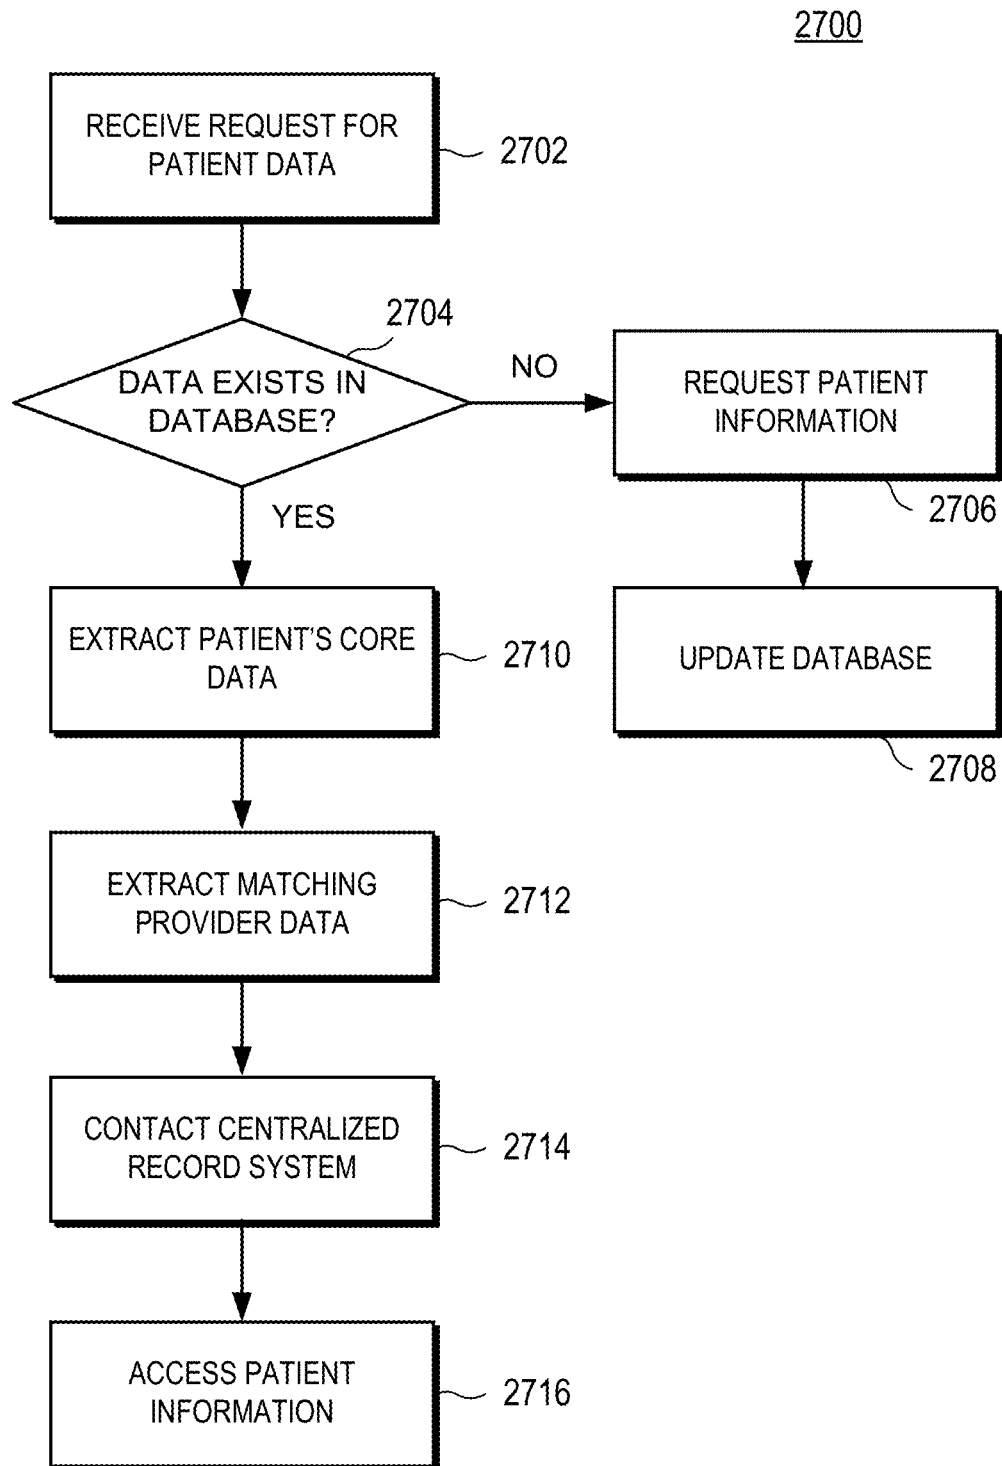 2700
RECEIVE REQUEST FOR
PATIENT DATA
2702
2704
DATA EXISTS IN
DATABASE?
NO
REQUEST PATIENT
INFORMATION
2706
YES
UPDATE DATABASE
2708
EXTRACT PATIENT'S CORE
DATA
2710
EXTRACT MATCHING
PROVIDER DATA
2712
CONTACT CENTRALIZED
RECORD SYSTEM
2714
ACCESS PATIENT
INFORMATION
2716